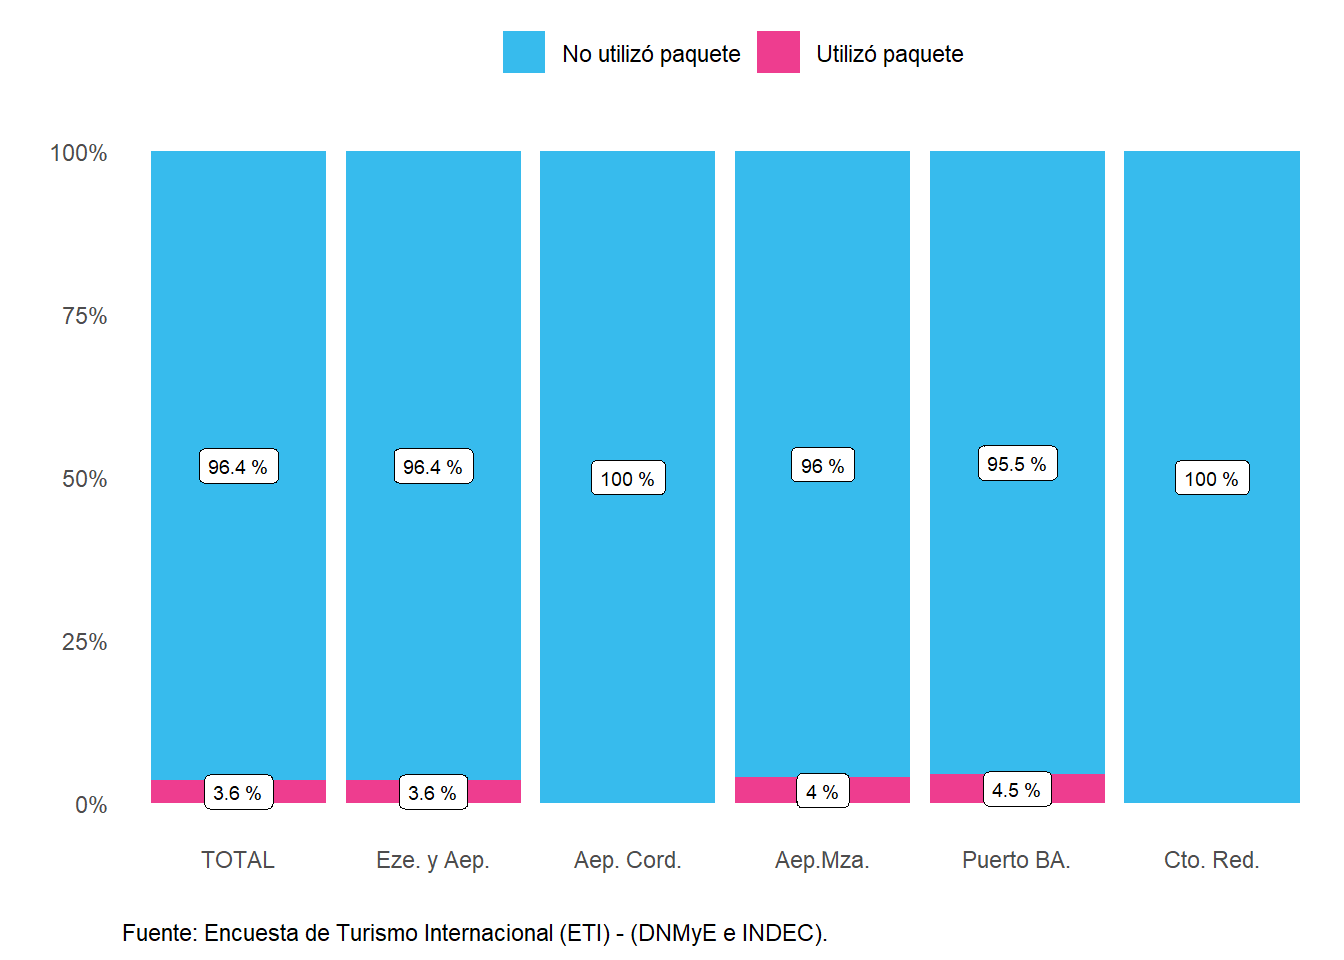 No utilizó paquete Utilizó paquete
100%
75%
50%
25%
0%
96.4 % 96.4 % 100 % 96 % 95.5 % 100 %
3.6 % 3.6 % 4 % 4.5 %
TOTAL Eze. y Aep. Aep. Cord. Aep.Mza. Puerto BA. Cto. Red.
Fuente: Encuesta de Turismo Internacional (ETI) - (DNMyE e INDEC).